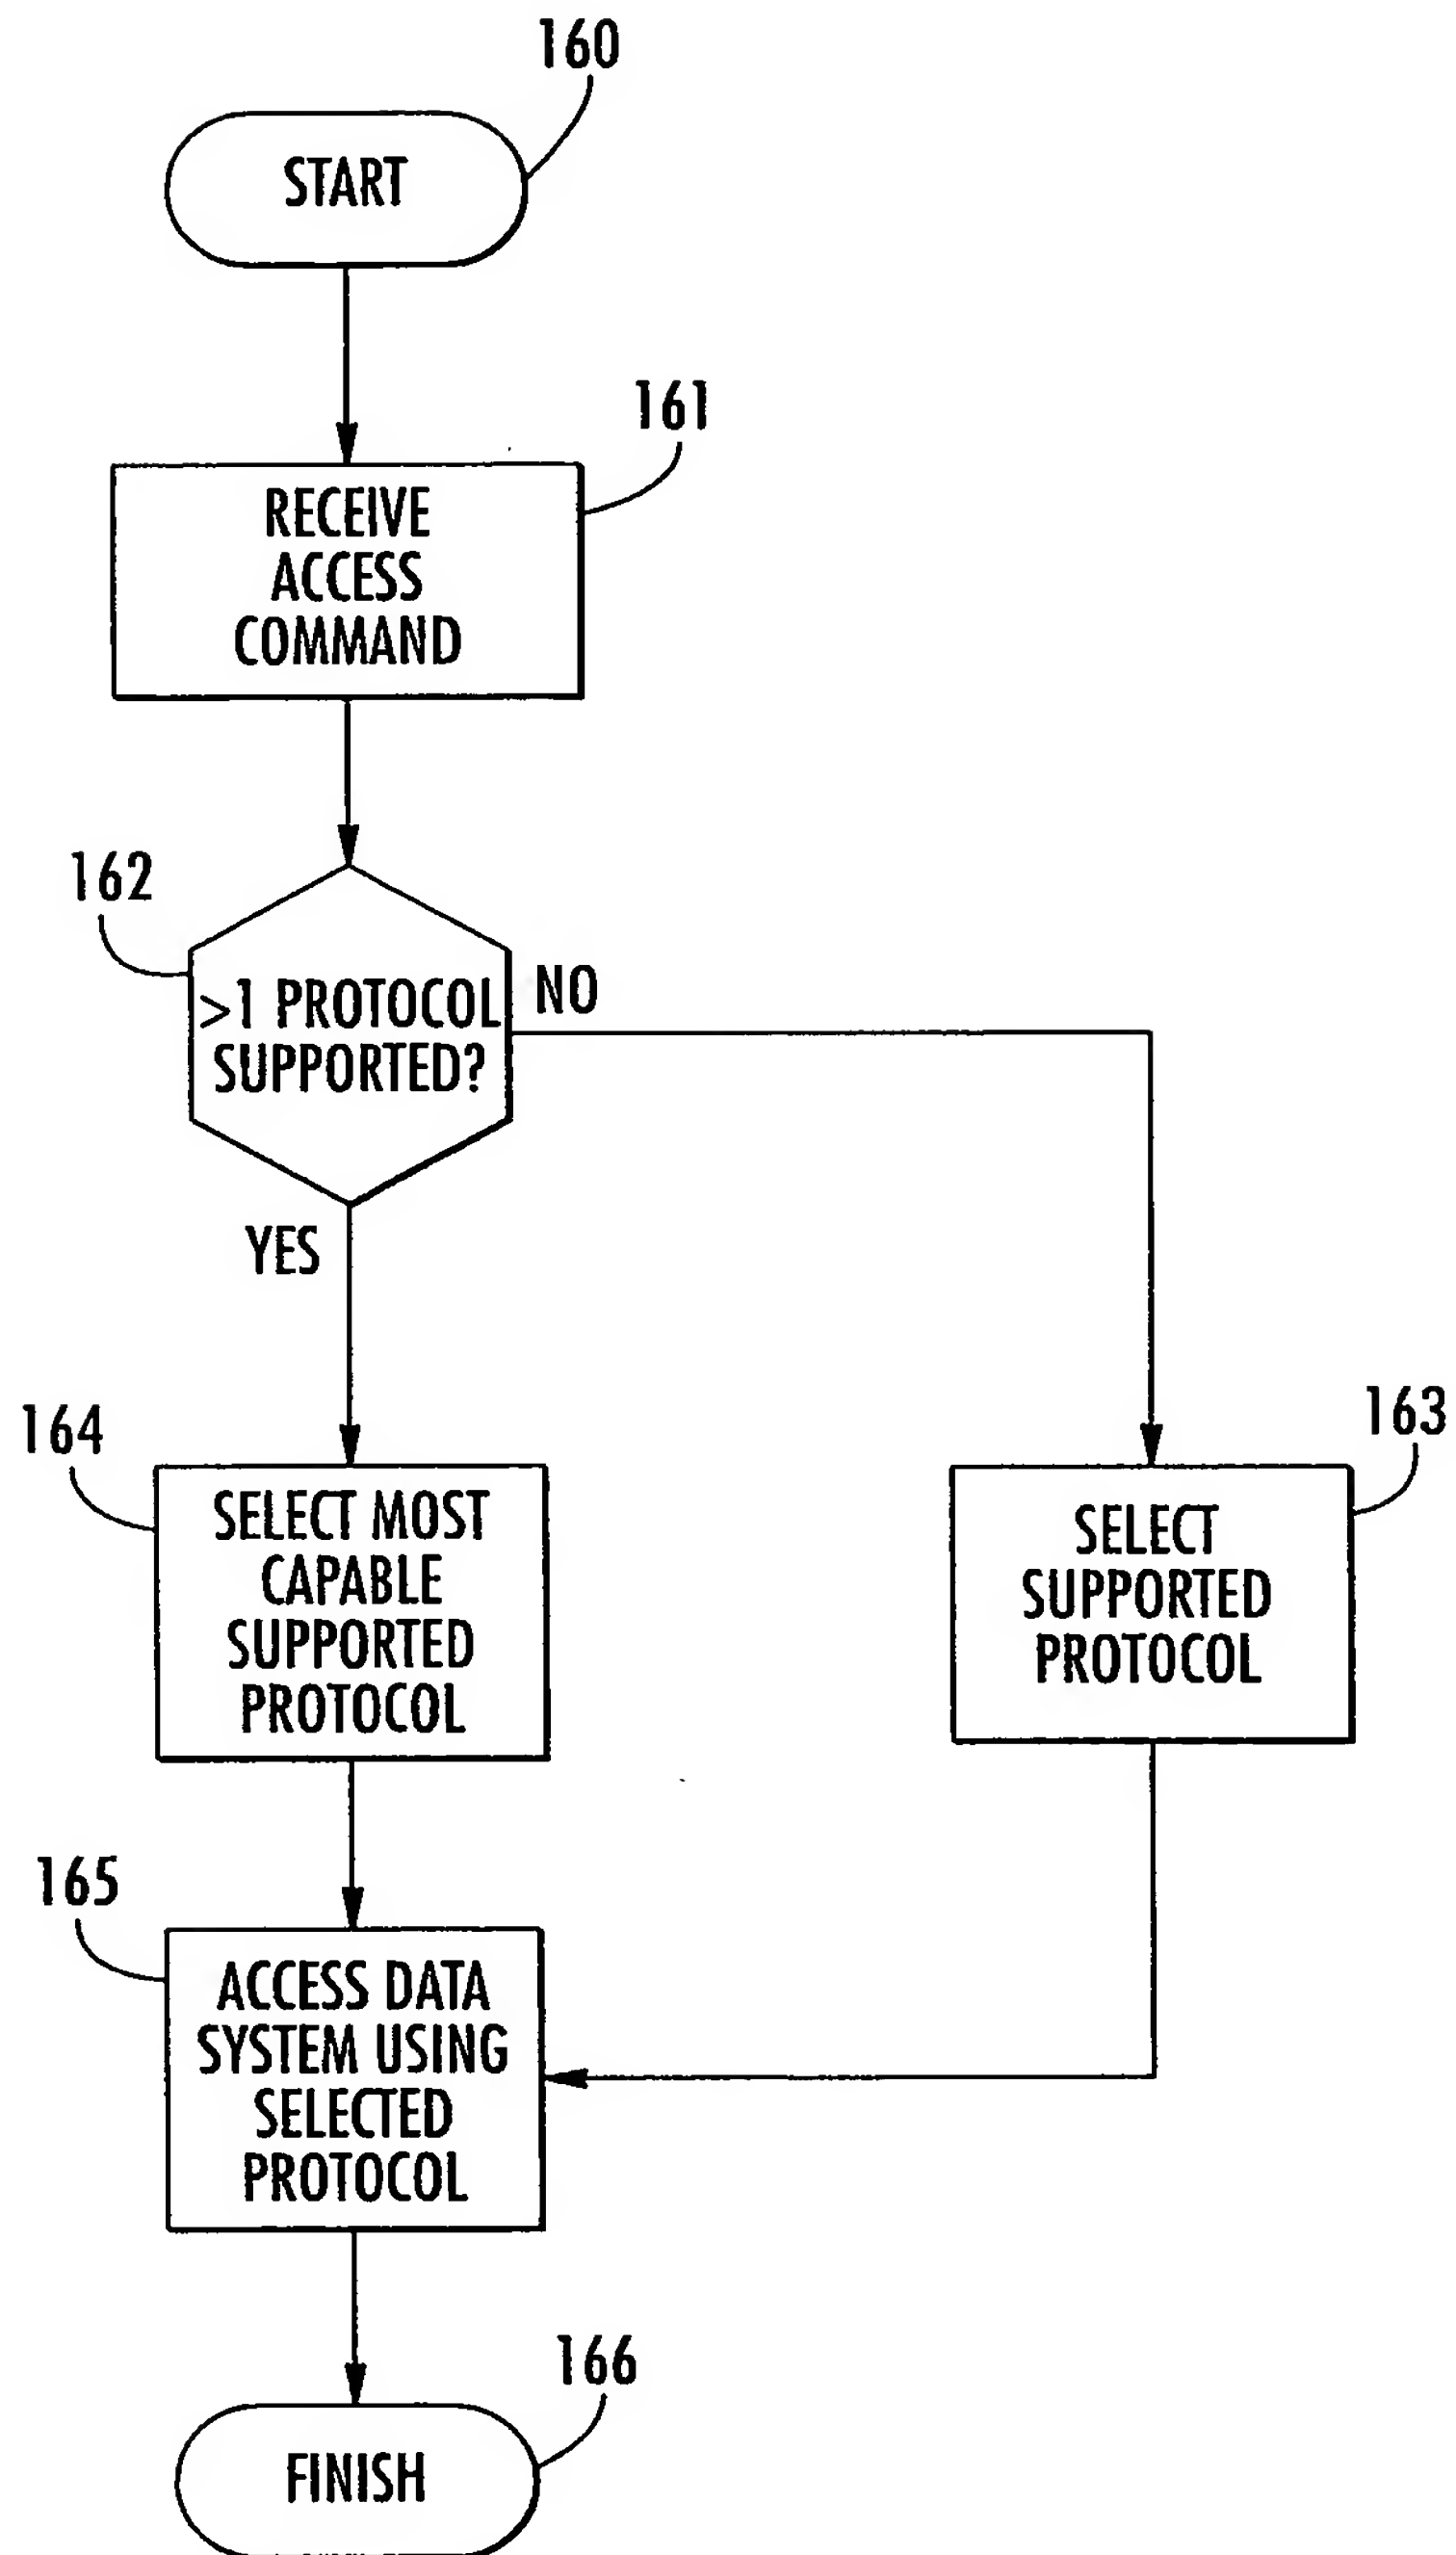 160
START
161
RECEIVE
ACCESS
COMMAND
162
>1 PROTOCOL
SUPPORTED?
NO
YES
164
SELECT MOST
CAPABLE
SUPPORTED
PROTOCOL
163
SELECT
SUPPORTED
PROTOCOL
165
ACCESS DATA
SYSTEM USING
SELECTED
PROTOCOL
166
FINISH